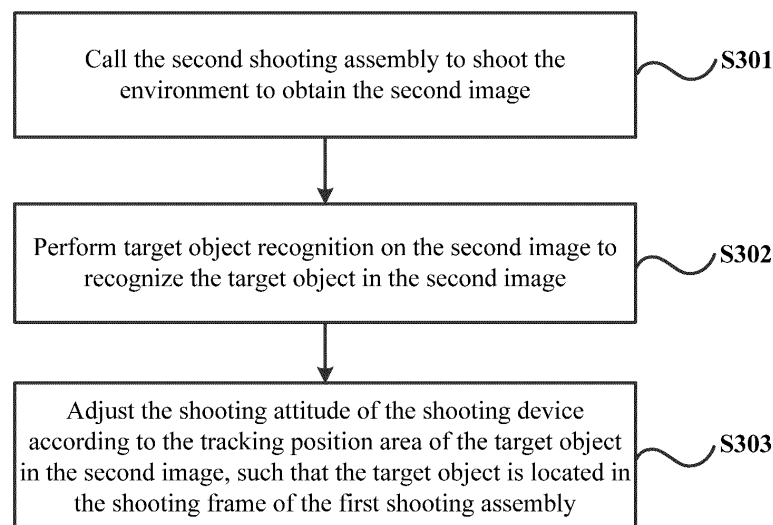 Call the second shooting assembly to shoot the
environment to obtain the second image
S301
Perform target object recognition on the second image to
recognize the target object in the second image
S302
Adjust the shooting attitude of the shooting device
according to the tracking position area of the target object
in the second image, such that the target object is located in
the shooting frame of the first shooting assembly
S303